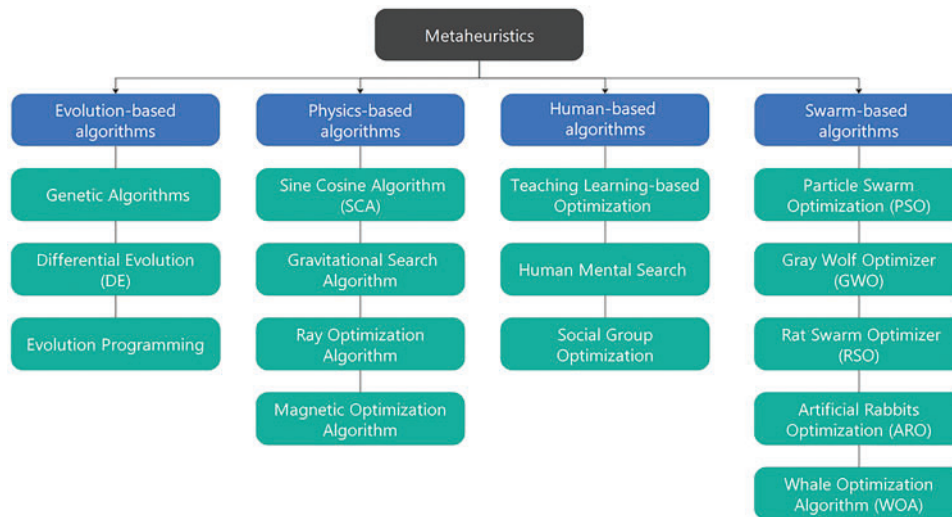 Metaheuristics
Evolution-based
algorithms
Genetic Algorithms
Differential Evolution
(DE)
Evolution Programming
Physics-based
algorithms
Sine Cosine Algorithm
(SCA)
Gravitational Search
Algorithm
Ray Optimization
Algorithm
Magnetic Optimization
Algorithm
Human-based
algorithms
Teaching Learning-based
Optimization
Human Mental Search
Social Group
Optimization
Swarm-based
algorithms
Particle Swarm
Optimization (PSO)
Gray Wolf Optimizer
(GWO)
Rat Swarm Optimizer
(RSO)
Artificial Rabbits
Optimization (ARO)
Whale Optimization
Algorithm (WOA)